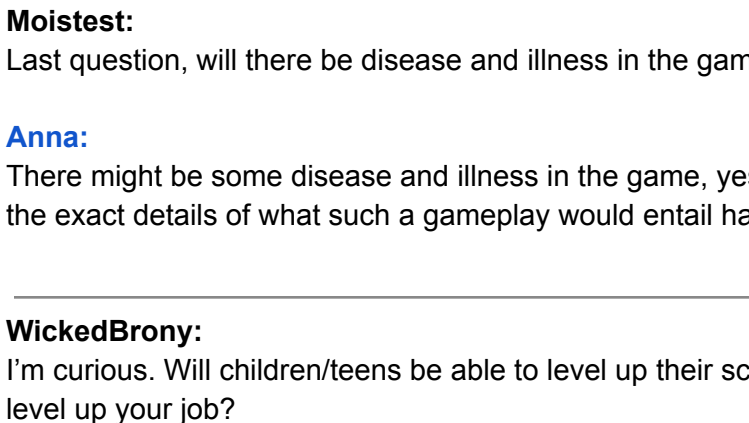 Moistest:
Last question, will there be disease and illness in the gam
Anna:
There might be some disease and illness in the game, yes
the exact details of what such a gameplay would entail ha
WickedBrony:
I'm curious. Will children/teens be able to level up their sc
level up your job?